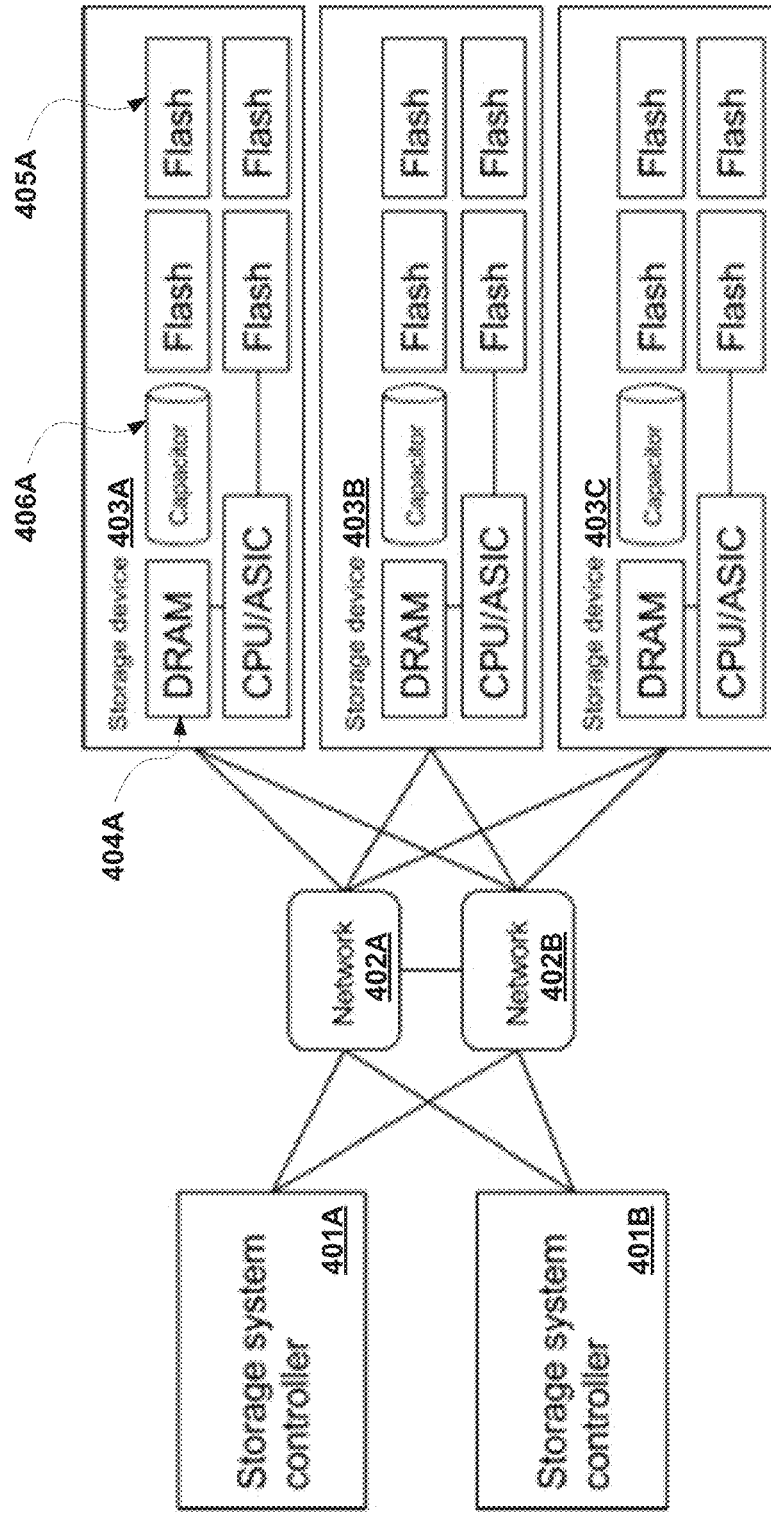 Storage system
controller
401A
Storage system
controller
401B
Network
402A
Network
402B
404A
406A
405A
Storage device 403A
DRAM
Capacitor
Flash
Flash
CPU/ASIC
Flash
Flash
Storage device 403B
DRAM
Capacitor
Flash
Flash
CPU/ASIC
Flash
Flash
Storage device 403C
DRAM
Capacitor
Flash
Flash
CPU/ASIC
Flash
Flash